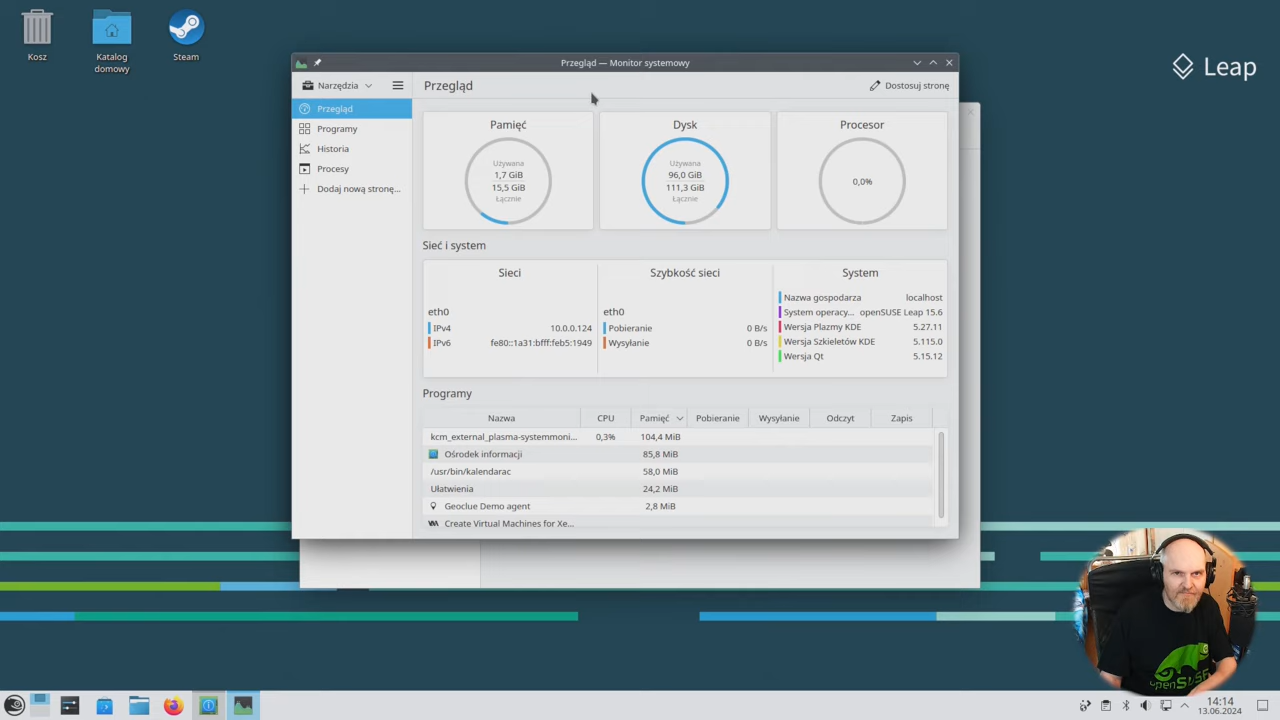 Kosz
Katalog
domowy
Steam
Leap
Przegląd — Monitor systemowy
Narzędzia
Przegląd
Dostosuj stronę
Przegląd
Programy
Historia
Procesy
Dodaj nową stronę...
Pamięć
Używana
1,7 GiB
15,5 GiB
Łącznie
Dysk
Używana
96,0 GiB
111,3 GiB
Łącznie
Procesor
0,0%
Sieć i system
Sieci
eth0
IPv4 10.0.0.124
IPv6 fe80::1a31:bfff:feb5:1949
Szybkość sieci
eth0
Pobieranie 0 B/s
Wysyłanie 0 B/s
System
Nazwa gospodarza localhost
System operacy... openSUSE Leap 15.6
Wersja Plazmy KDE 5.27.11
Wersja Szkieletów KDE 5.115.0
Wersja Qt 5.15.12
Programy
Nazwa CPU Pamięć Pobieranie Wysyłanie Odczyt Zapis
kcm_external_plasma-systemmoni... 0,3% 104,4 MiB
Ośrodek informacji 85,8 MiB
/usr/bin/kalendarac 58,0 MiB
Ułatwienia 24,2 MiB
Geoclue Demo agent 2,8 MiB
Create Virtual Machines for Xe...
openSUSE
14:14
13.06.2024